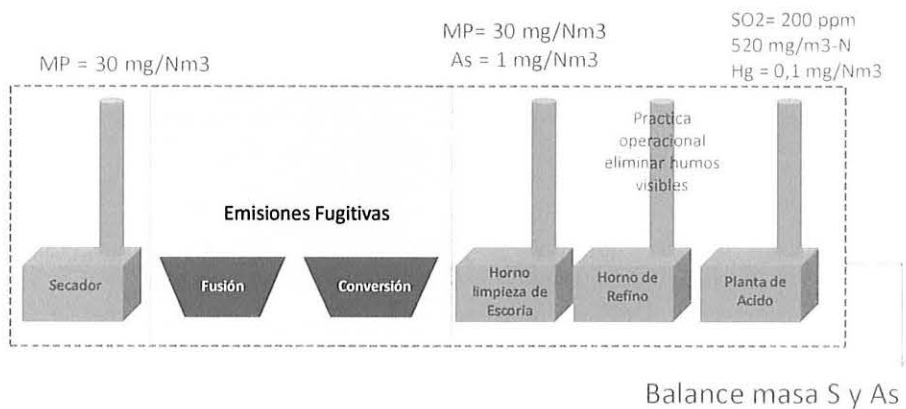 MP = 30 mg/Nm3
MP= 30 mg/Nm3
As = 1 mg/Nm3
SO2= 200 ppm
520 mg/m3-N
Hg = 0,1 mg/Nm3
Practica
operacional
eliminar humos
visibles
Emisiones Fugitivas
Secador
Fusión
Conversión
Horno
limpieza de
Escoria
Horno de
Refino
Planta de
Acido
Balance masa S y As